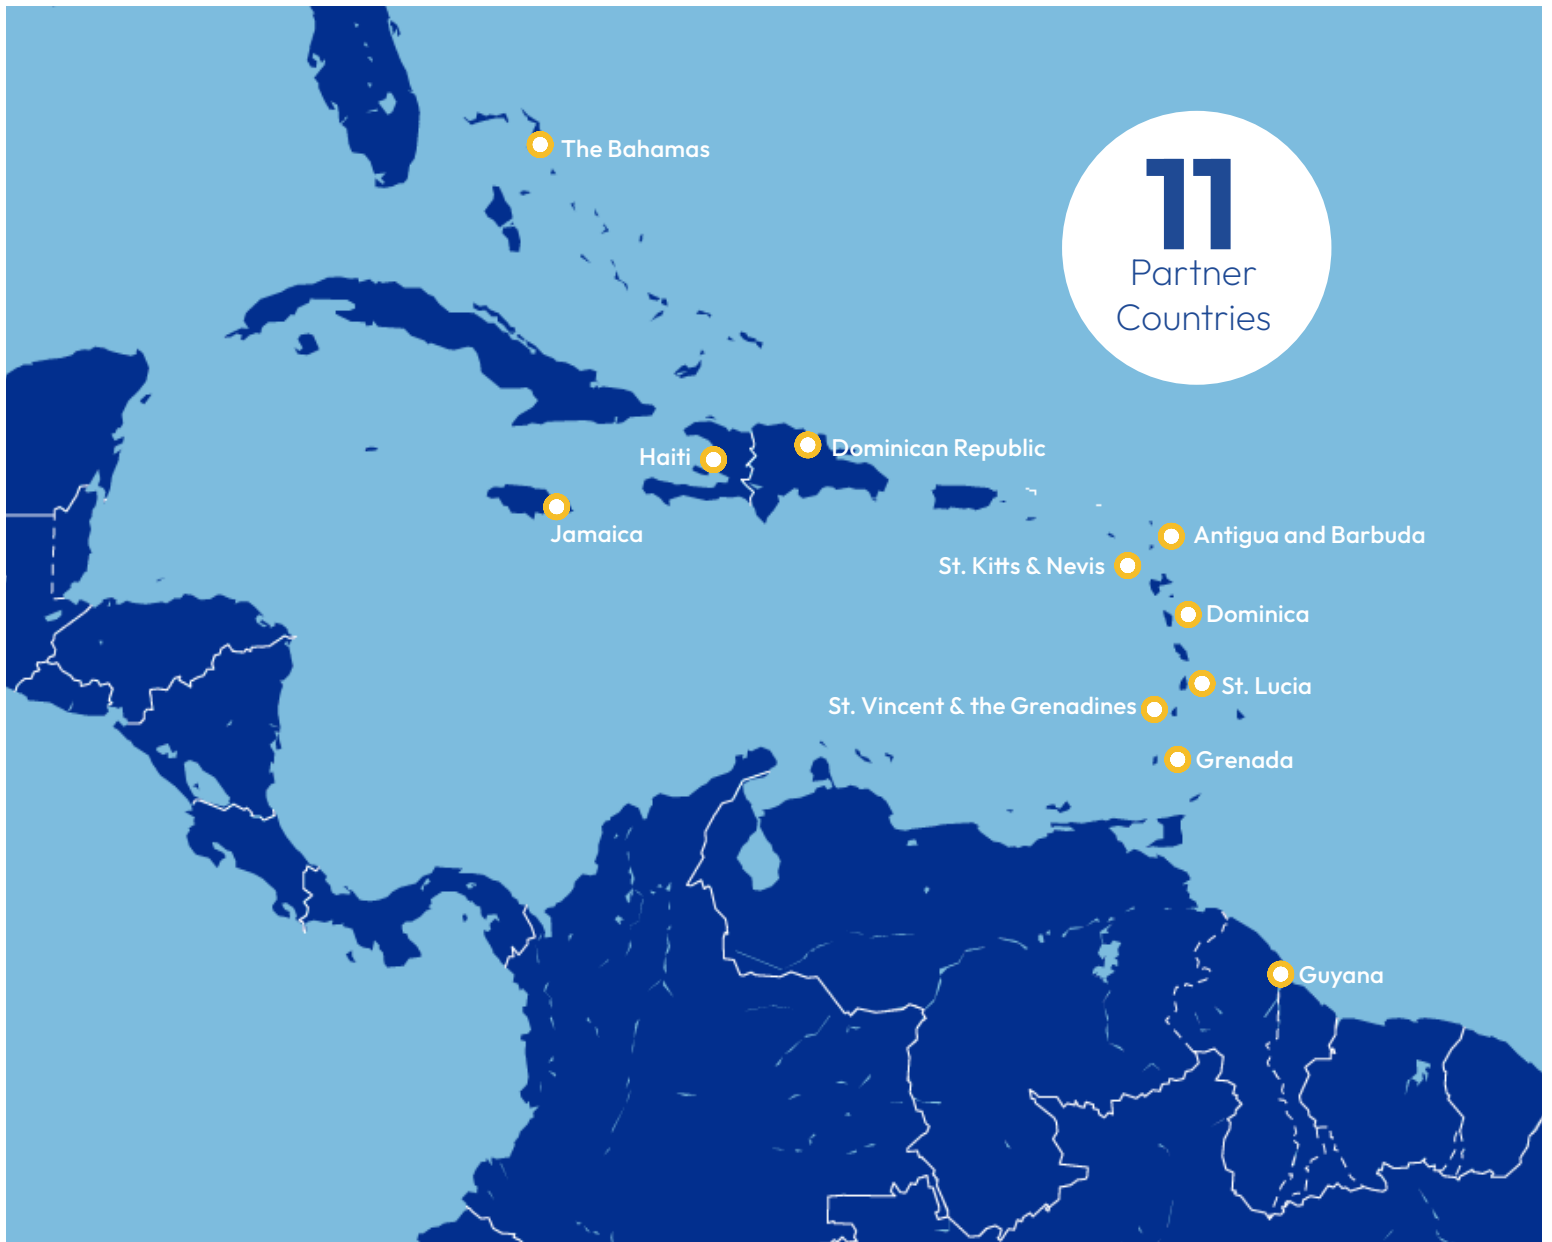 The Bahamas
11
Partner
Countries
Haiti
Dominican Republic
Jamaica
Antigua and Barbuda
St. Kitts & Nevis
Dominica
St. Lucia
St. Vincent & the Grenadines
Grenada
Guyana